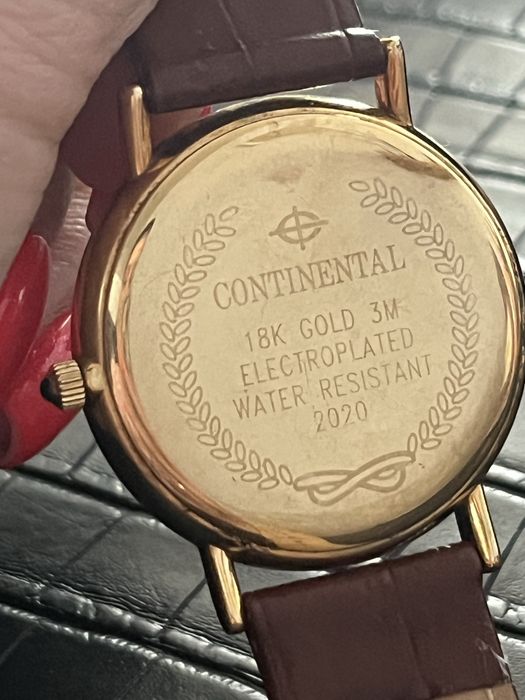 CONTINENTAL
18K GOLD 3M
ELECTROPLATED
WATER RESISTANT
2020